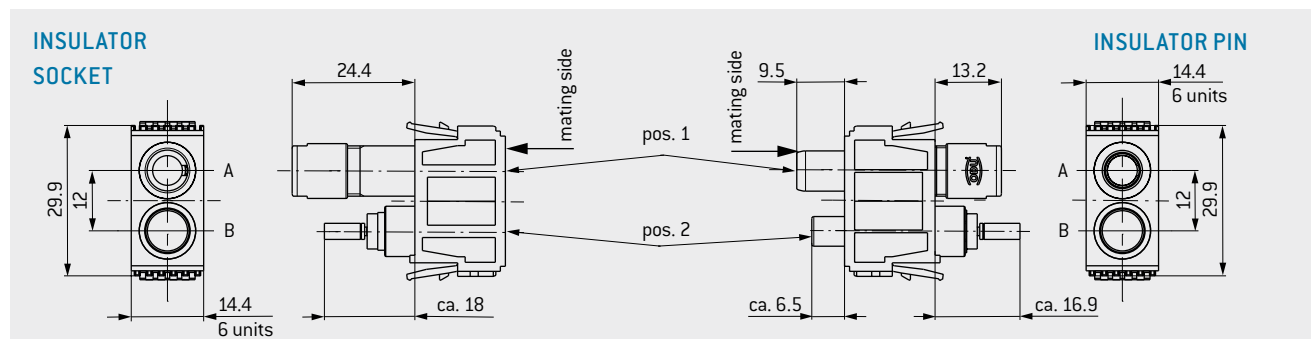 INSULATOR
SOCKET
INSULATOR PIN
24.4
mating side
9.5
mating side
13.2
14.4
6 units
pos. 1
A
A
29.9
12
12
29.9
B
B
pos. 2
14.4
6 units
ca. 18
ca. 6.5
ca. 16.9